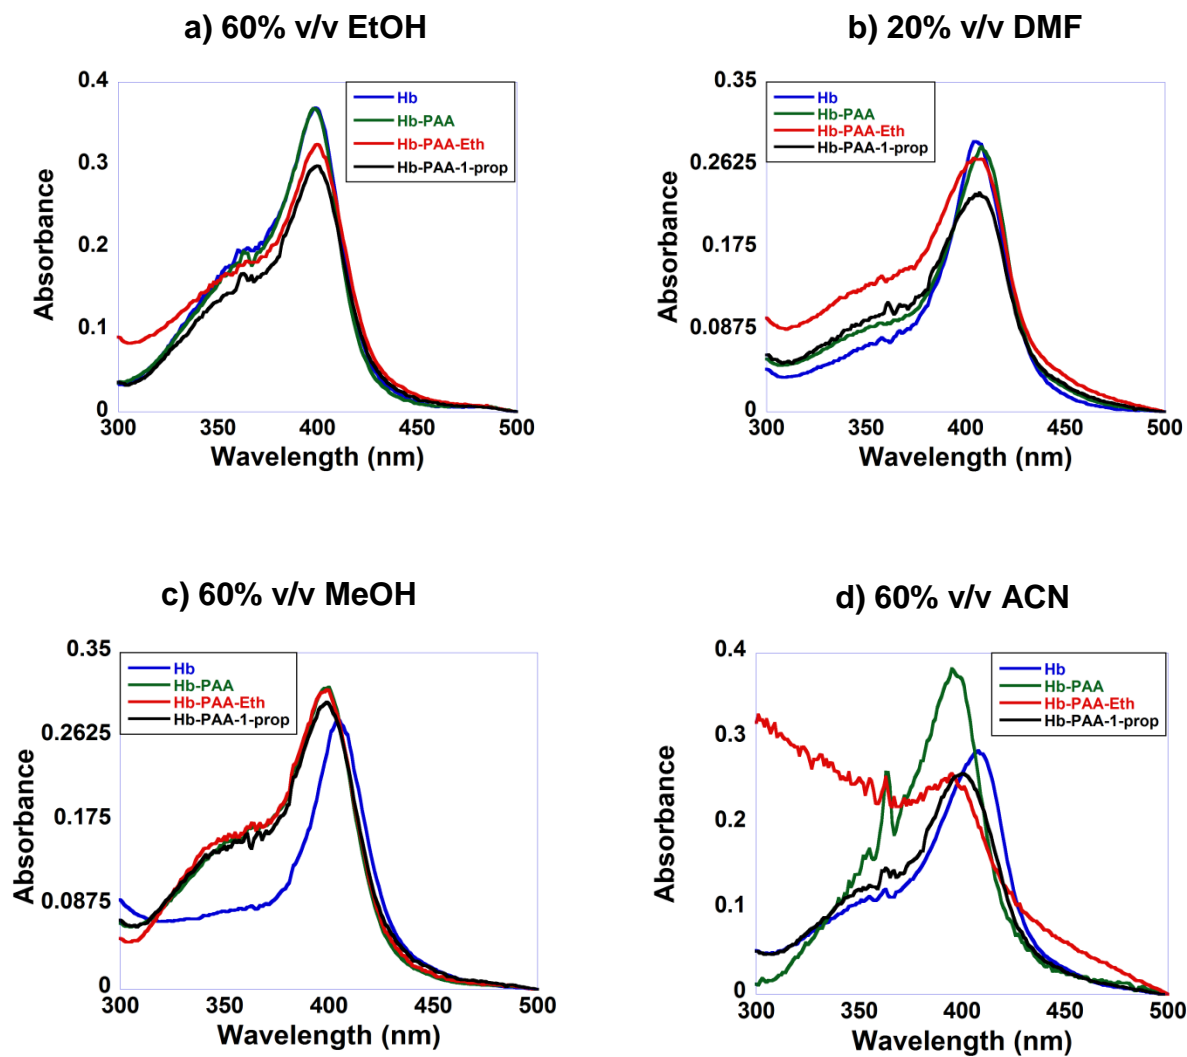 a) 60% v/v EtOH
0.4
0.3
0.2
0.1
0
Absorbance
Hb
Hb-PAA
Hb-PAA-Eth
Hb-PAA-1-prop
300 350 400 450 500
Wavelength (nm)
b) 20% v/v DMF
0.35
0.2625
0.175
0.0875
0
Absorbance
Hb
Hb-PAA
Hb-PAA-Eth
Hb-PAA-1-prop
300 350 400 450 500
Wavelength (nm)
c) 60% v/v MeOH
0.35
0.2625
0.175
0.0875
0
Absorbance
Hb
Hb-PAA
Hb-PAA-Eth
Hb-PAA-1-prop
300 350 400 450 500
Wavelength (nm)
d) 60% v/v ACN
0.4
0.3
0.2
0.1
0
Absorbance
Hb
Hb-PAA
Hb-PAA-Eth
Hb-PAA-1-prop
300 350 400 450 500
Wavelength (nm)